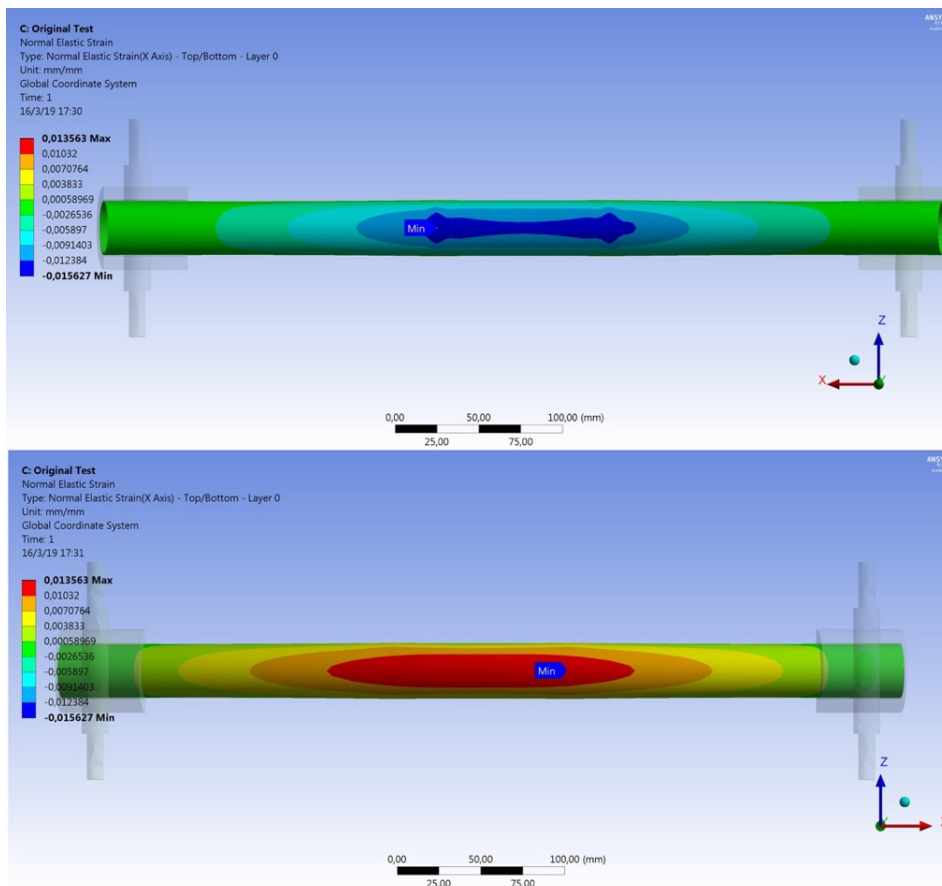 C: Original Test
Normal Elastic Strain
Type: Normal Elastic Strain(X Axis) - Top/Bottom - Layer 0
Unit: mm/mm
Global Coordinate System
Time: 1
16/3/19 17:30
ANSY
0,013563 Max
0,01032
0,0070764
0,003833
0,00058969
-0,0026536
-0,005897
-0,0091403
-0,012384
-0,015627 Min
Min
Z
X
Y
0,00 50,00 100,00 (mm)
25,00 75,00
C: Original Test
Normal Elastic Strain
Type: Normal Elastic Strain(X Axis) - Top/Bottom - Layer 0
Unit: mm/mm
Global Coordinate System
Time: 1
16/3/19 17:31
ANSY
0,013563 Max
0,01032
0,0070764
0,003833
0,00058969
-0,0026536
-0,005897
-0,0091403
-0,012384
-0,015627 Min
Min
Z
0,00 50,00 100,00 (mm)
25,00 75,00